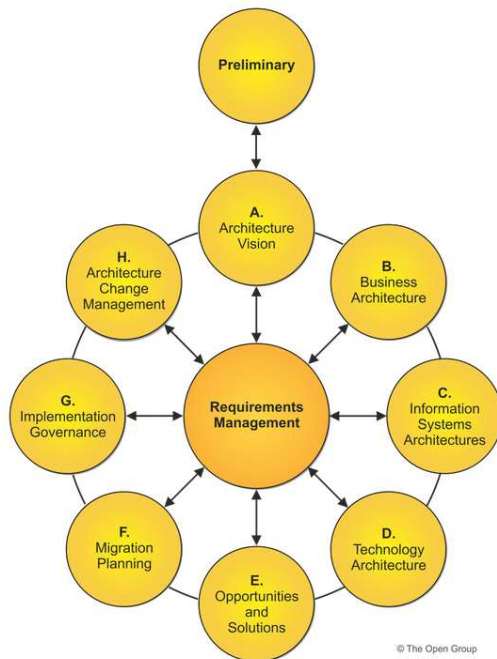 Preliminary
A.
Architecture
Vision
B.
Business
Architecture
C.
Information
Systems
Architectures
D.
Technology
Architecture
E.
Opportunities
and
Solutions
F.
Migration
Planning
G.
Implementation
Governance
H.
Architecture
Change
Management
Requirements
Management
© The Open Group